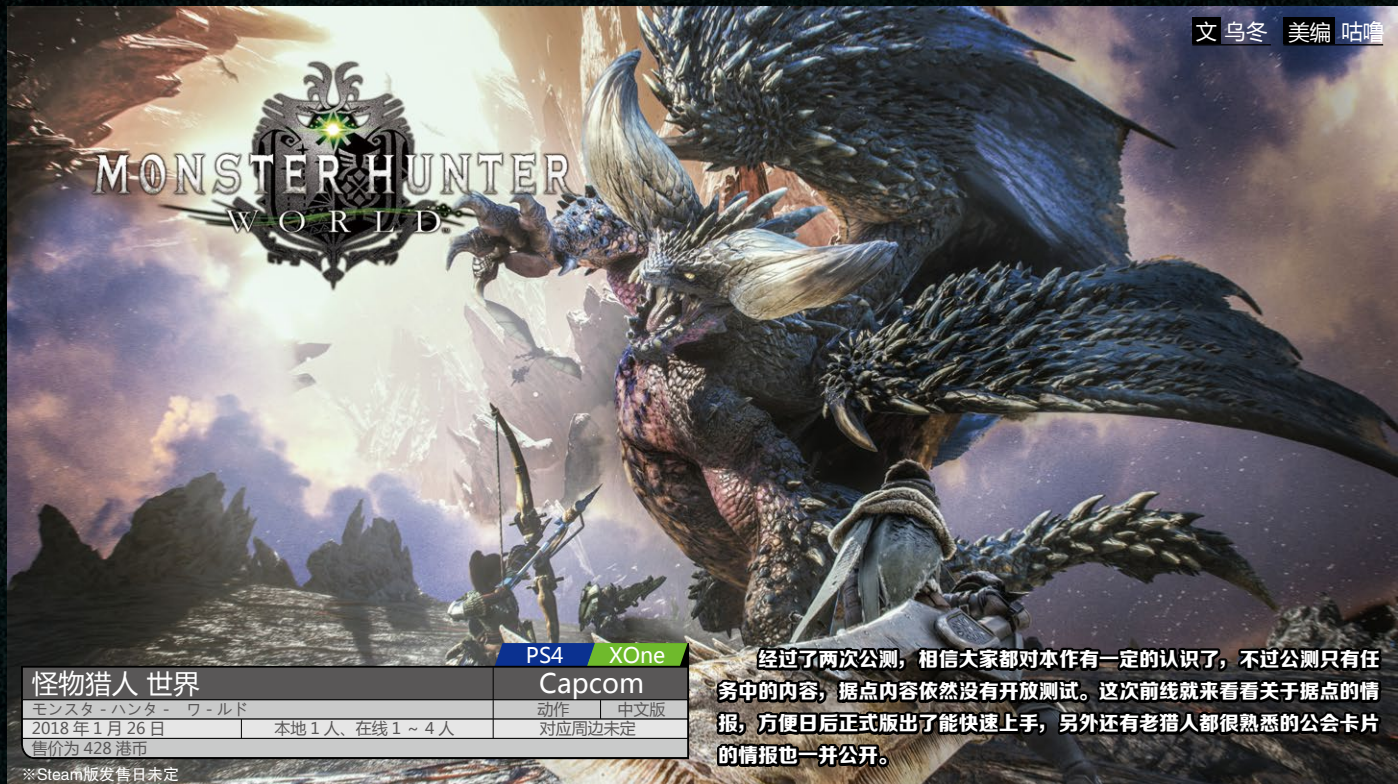 文 乌冬 美编 咕噜
MONSTER HUNTER
WORLD
PS4 XOne
怪物猎人 世界 Capcom
モンスタ - ハンタ - ワ - ルド 动作 中文版
2018 年 1 月 26 日 本地 1 人、在线 1 ~ 4 人 对应周边未定
售价为 428 港币
※Steam版发售日未定
经过了两次公测，相信大家都对本作有一定的认识了，不过公测只有任
务中的内容，据点内容依然没有开放测试。这次前线就来看看关于据点的情
报，方便日后正式版出了能快速上手，另外还有老猎人都很熟悉的公会卡片
的情报也一并公开。